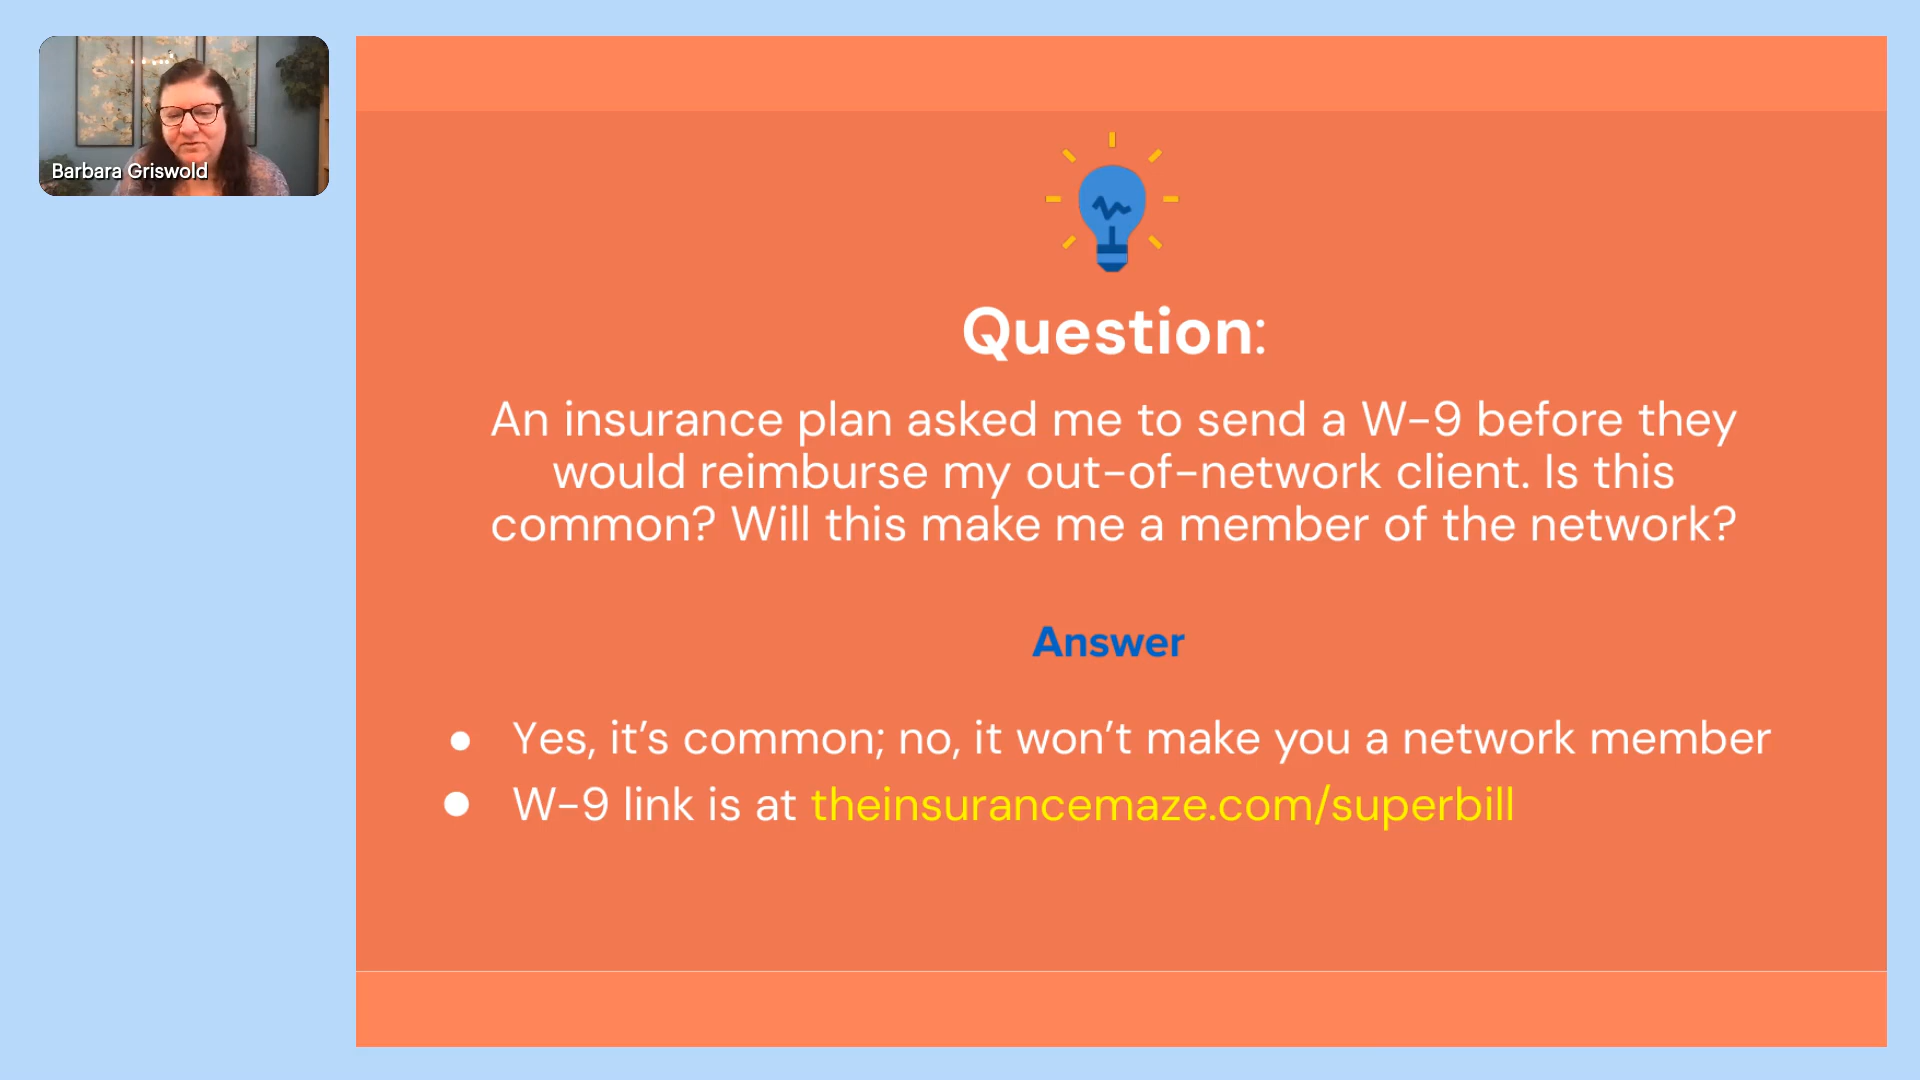 Barbara Griswold
Question:
An insurance plan asked me to send a W-9 before they
would reimburse my out-of-network client. Is this
common? Will this make me a member of the network?
Answer
• Yes, it’s common; no, it won’t make you a network member
• W-9 link is at theinsurancemaze.com/superbill